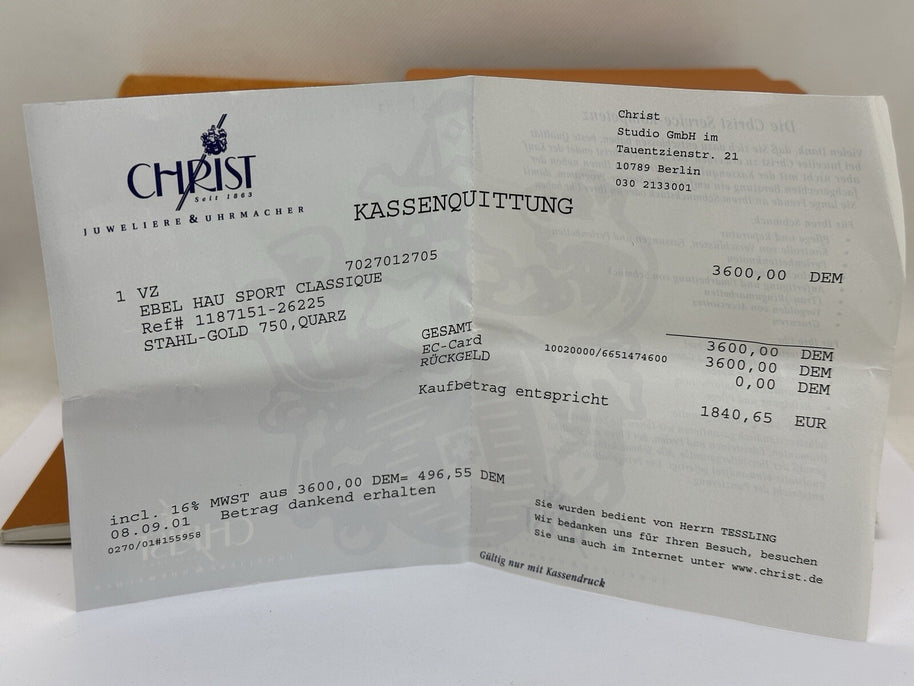 CHRIST
Seit 1863
JUWELIERE & UHRMACHER
Christ
Studio GmbH im
Tauentzienstr. 21
10789 Berlin
030 2133001
KASSENQUITTUNG
7027012705
1 VZ 3600,00 DEM
EBEL HAU SPORT CLASSIQUE
Ref# 1187151-26225
STAHL-GOLD 750,QUARZ
GESAMT 3600,00 DEM
EC-Card 10020000/6651474600 3600,00 DEM
RÜCKGELD 0,00 DEM
Kaufbetrag entspricht 1840,65 EUR
incl. 16% MWST aus 3600,00 DEM= 496,55 DEM
08.09.01 Betrag dankend erhalten
0270/01#155958
Sie wurden bedient von Herrn TESSLING
Wir bedanken uns für Ihren Besuch, besuchen
Sie uns auch im Internet unter www.christ.de
Gültig nur mit Kassendruck